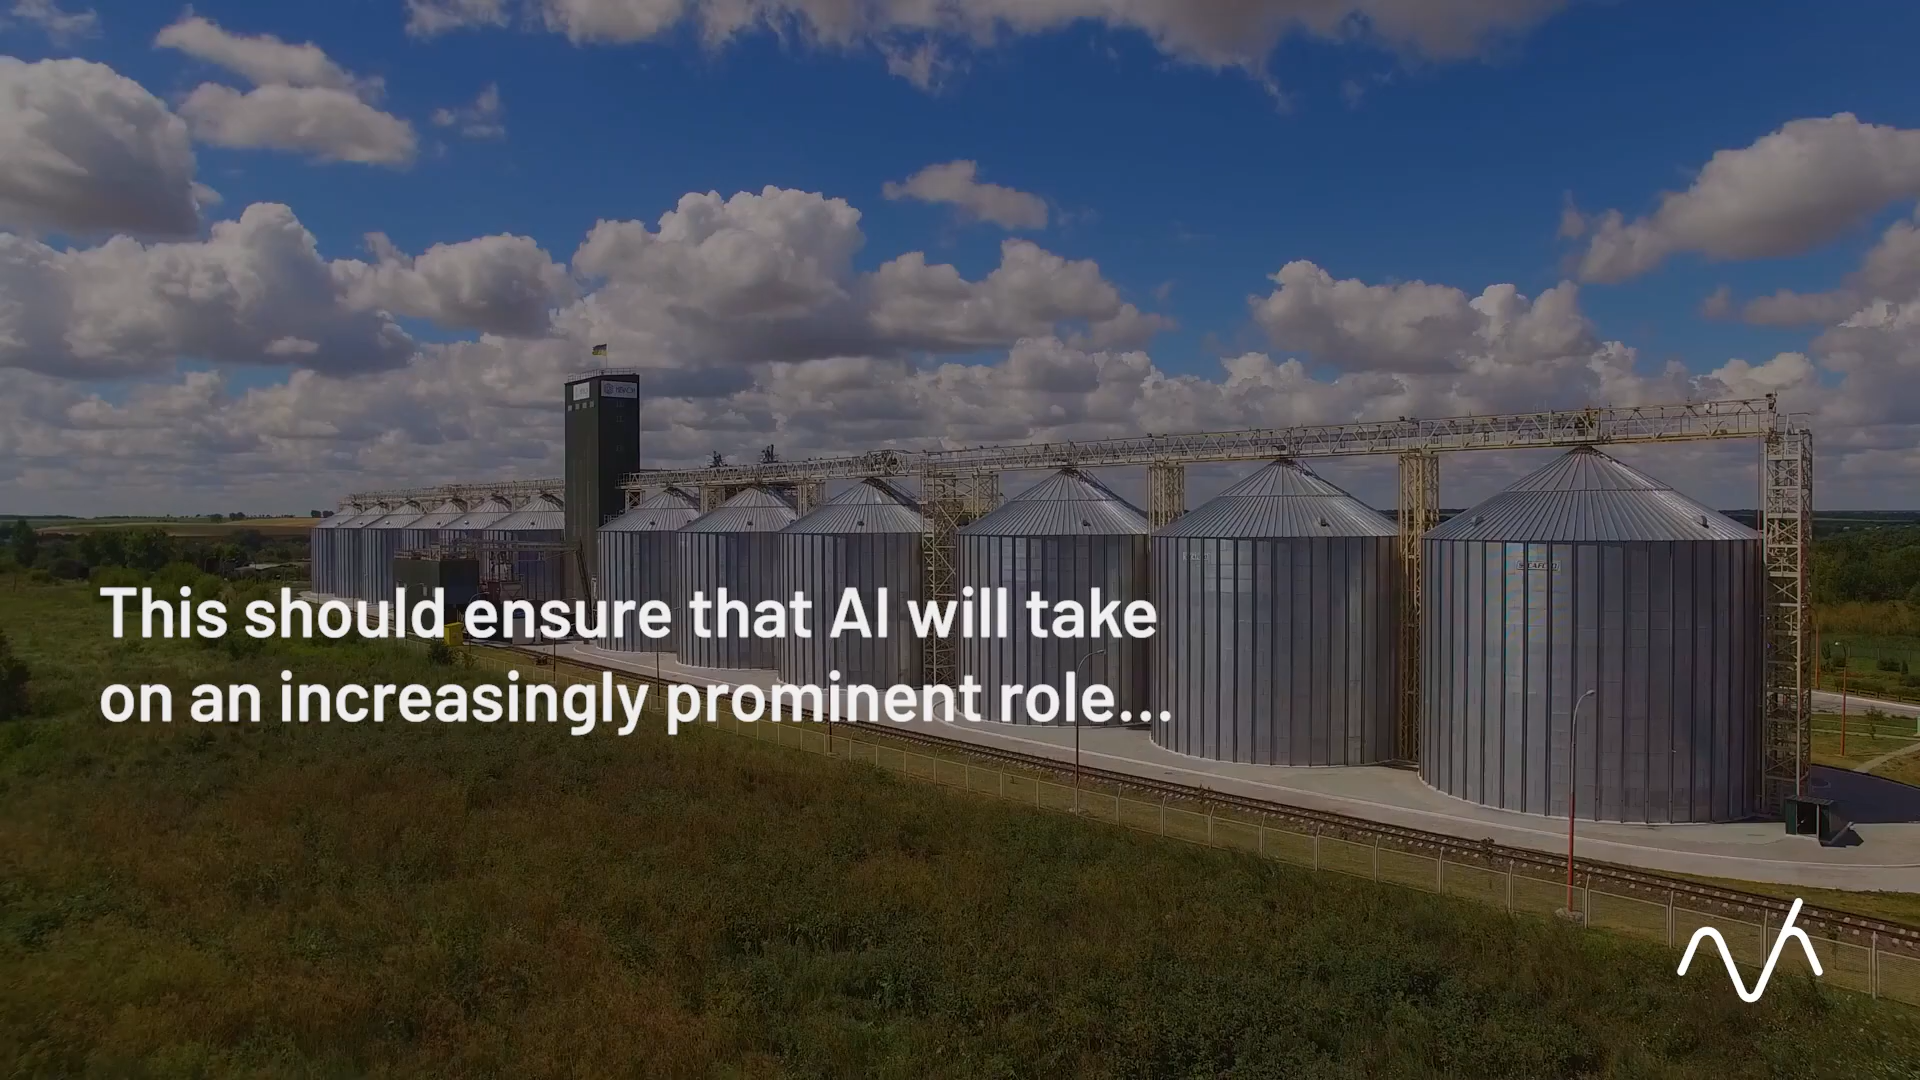 This should ensure that AI will take
on an increasingly prominent role...